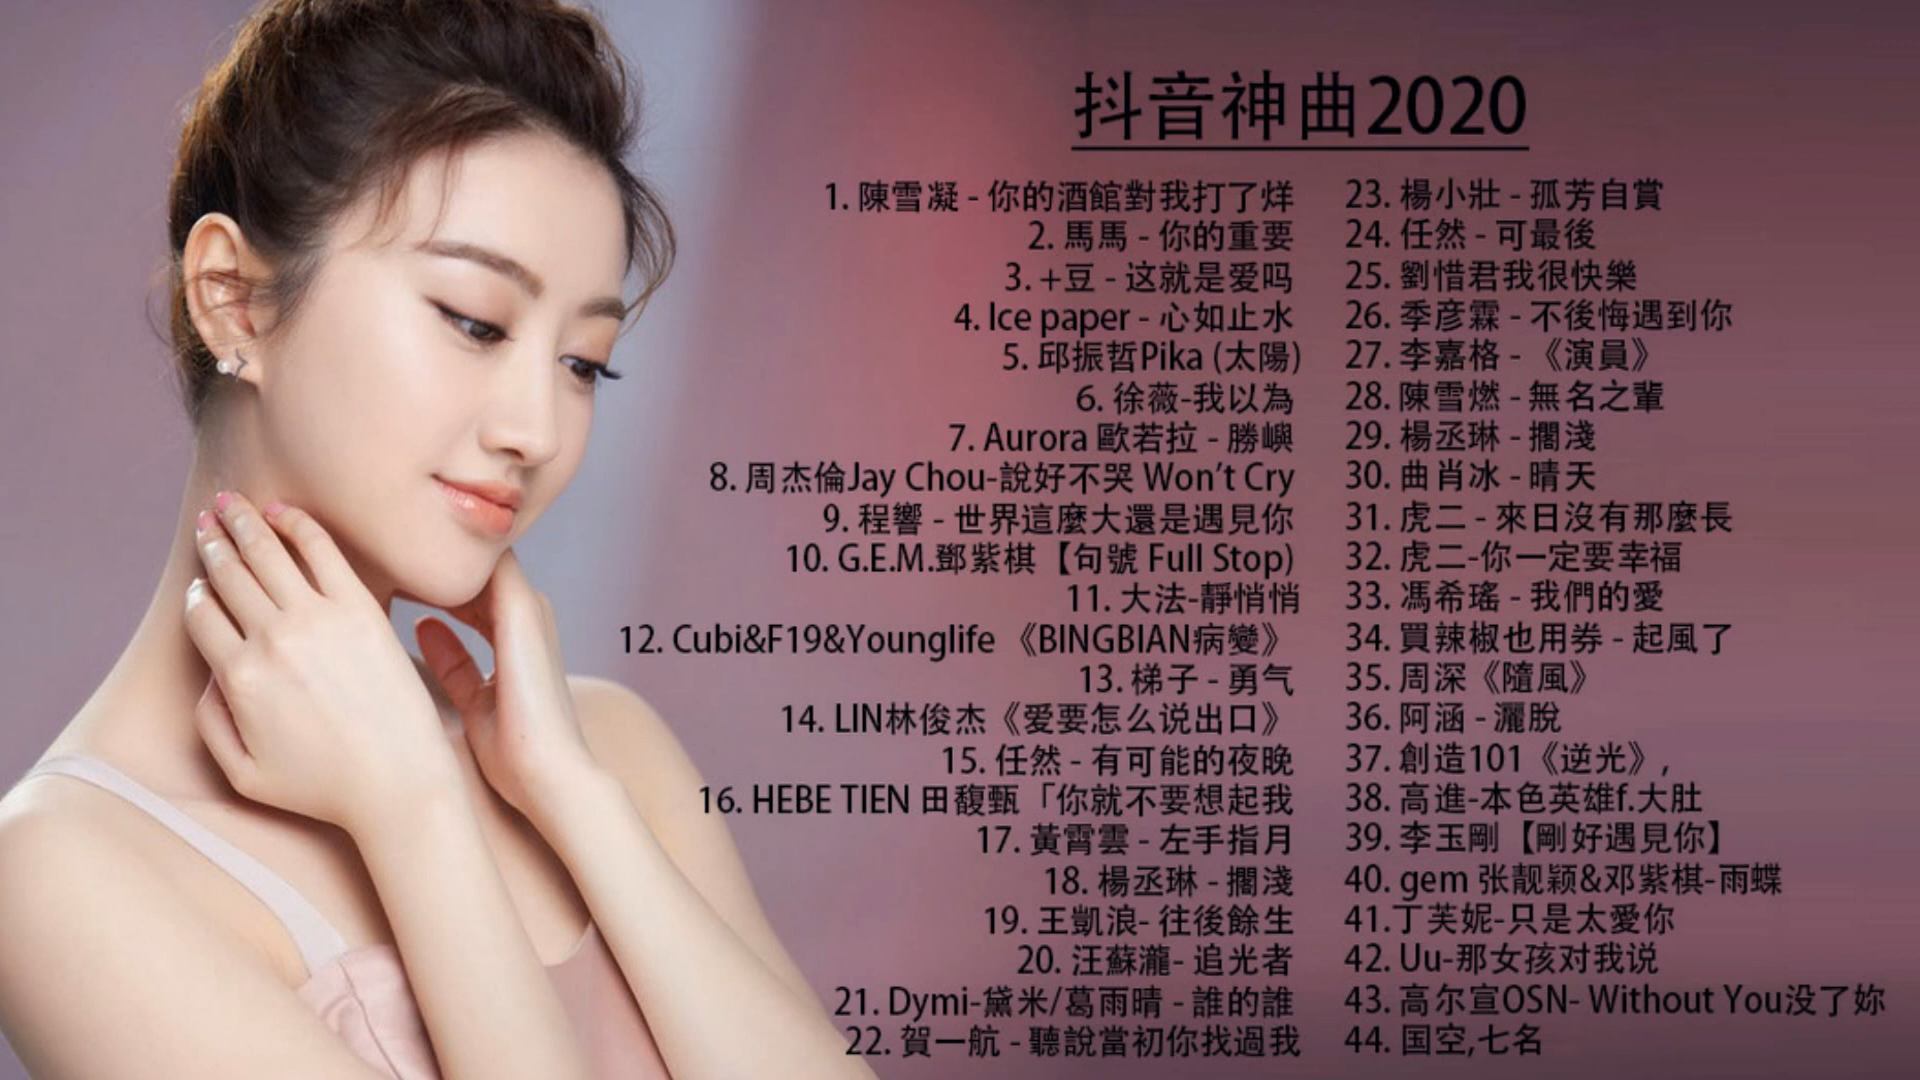 抖音神曲2020
1. 陳雪凝 - 你的酒館對我打了烊
2. 馬馬 - 你的重要
3. +豆 - 这就是爱吗
4. Ice paper - 心如止水
5. 邱振哲Pika (太陽)
6. 徐薇-我以為
7. Aurora 歐若拉 - 勝嶼
8. 周杰倫Jay Chou-說好不哭 Won't Cry
9. 程響 - 世界這麼大還是遇見你
10. G.E.M.鄧紫棋【句號 Full Stop)
11. 大法-靜悄悄
12. Cubi&F19&Younglife 《BINGBIAN病變》
13. 梯子 - 勇气
14. LIN林俊杰《爱要怎么说出口》
15. 任然 - 有可能的夜晚
16. HEBE TIEN 田馥甄「你就不要想起我
17. 黃霄雲 - 左手指月
18. 楊丞琳 - 擱淺
19. 王凱浪- 往後餘生
20. 汪蘇瀧- 追光者
21. Dymi-黛米/葛雨晴 - 誰的誰
22. 賀一航 - 聽說當初你找過我
23. 楊小壯 - 孤芳自賞
24. 任然 - 可最後
25. 劉惜君我很快樂
26. 季彦霖 - 不後悔遇到你
27. 李嘉格 - 《演員》
28. 陳雪燃 - 無名之輩
29. 楊丞琳 - 擱淺
30. 曲肖冰 - 晴天
31. 虎二 - 來日沒有那麼長
32. 虎二-你一定要幸福
33. 馮希瑤 - 我們的愛
34. 買辣椒也用券 - 起風了
35. 周深《隨風》
36. 阿涵 - 灑脫
37. 創造101《逆光》,
38. 高進-本色英雄f.大肚
39. 李玉剛【剛好遇見你】
40. gem 张靓颖&邓紫棋-雨蝶
41.丁芙妮-只是太愛你
42. Uu-那女孩对我说
43. 高尔宣OSN- Without You没了妳
44. 国空,七名